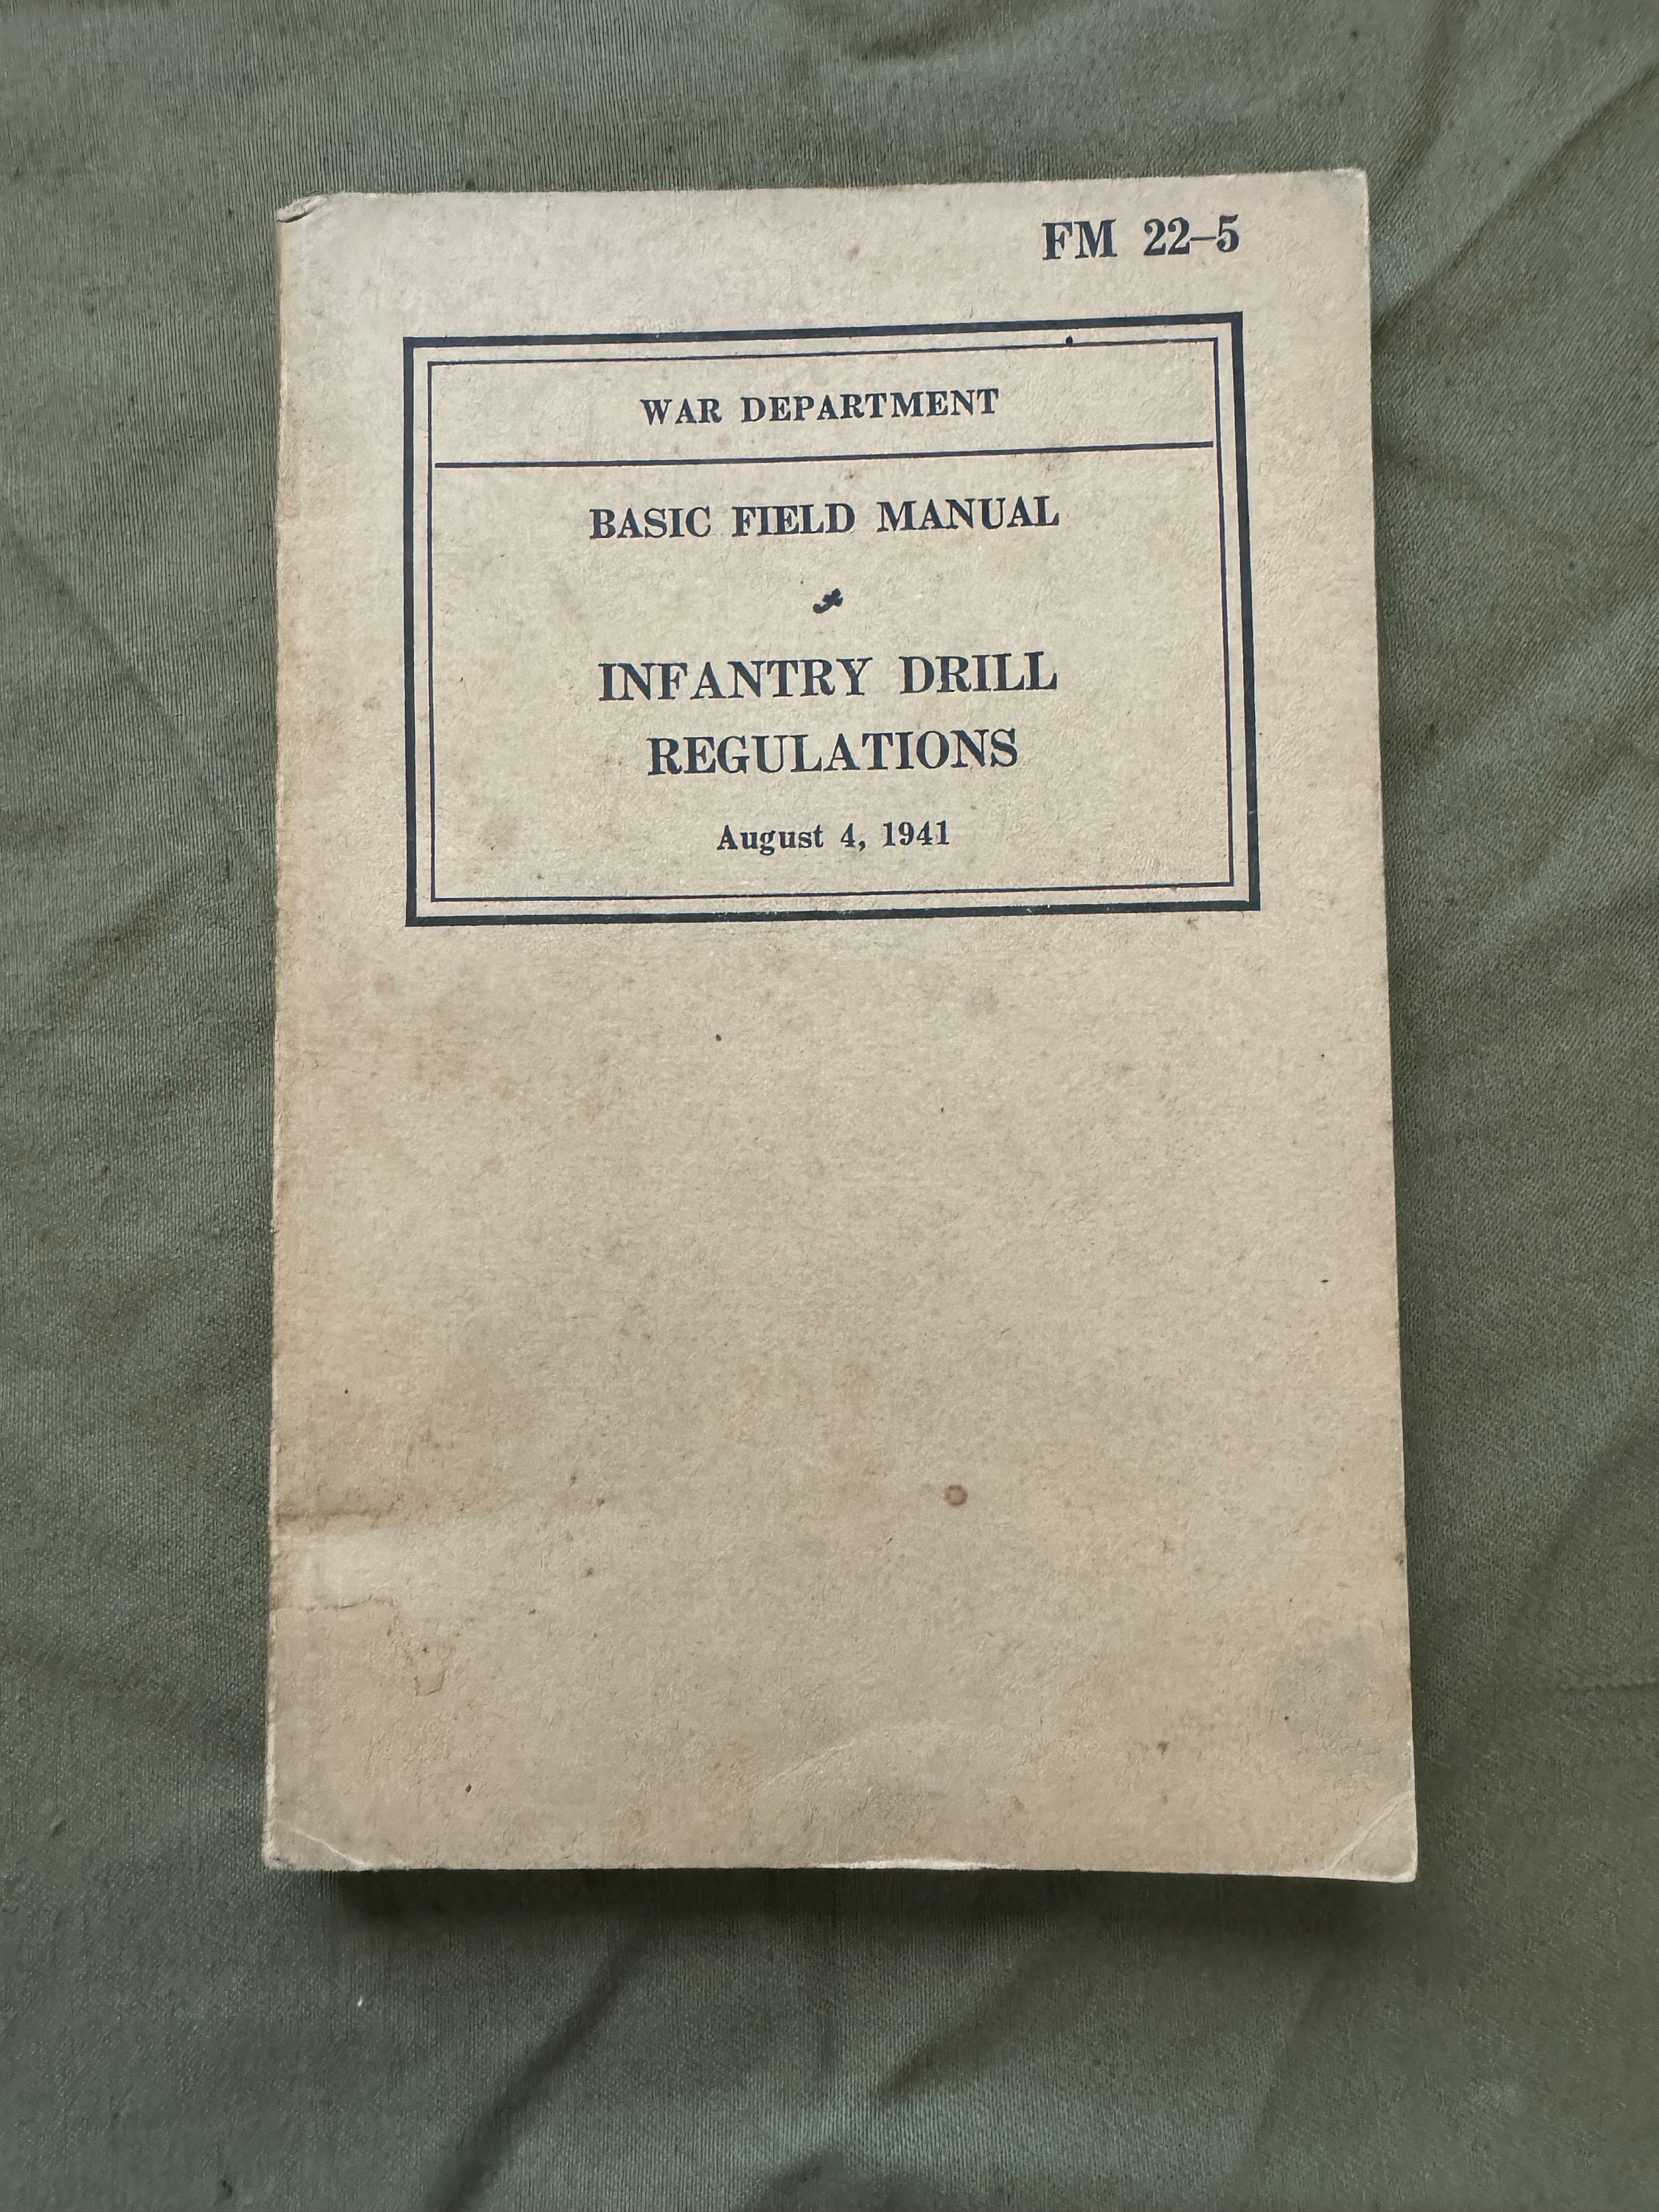 FM 22–5
WAR DEPARTMENT
BASIC FIELD MANUAL
INFANTRY DRILL
REGULATIONS
August 4, 1941